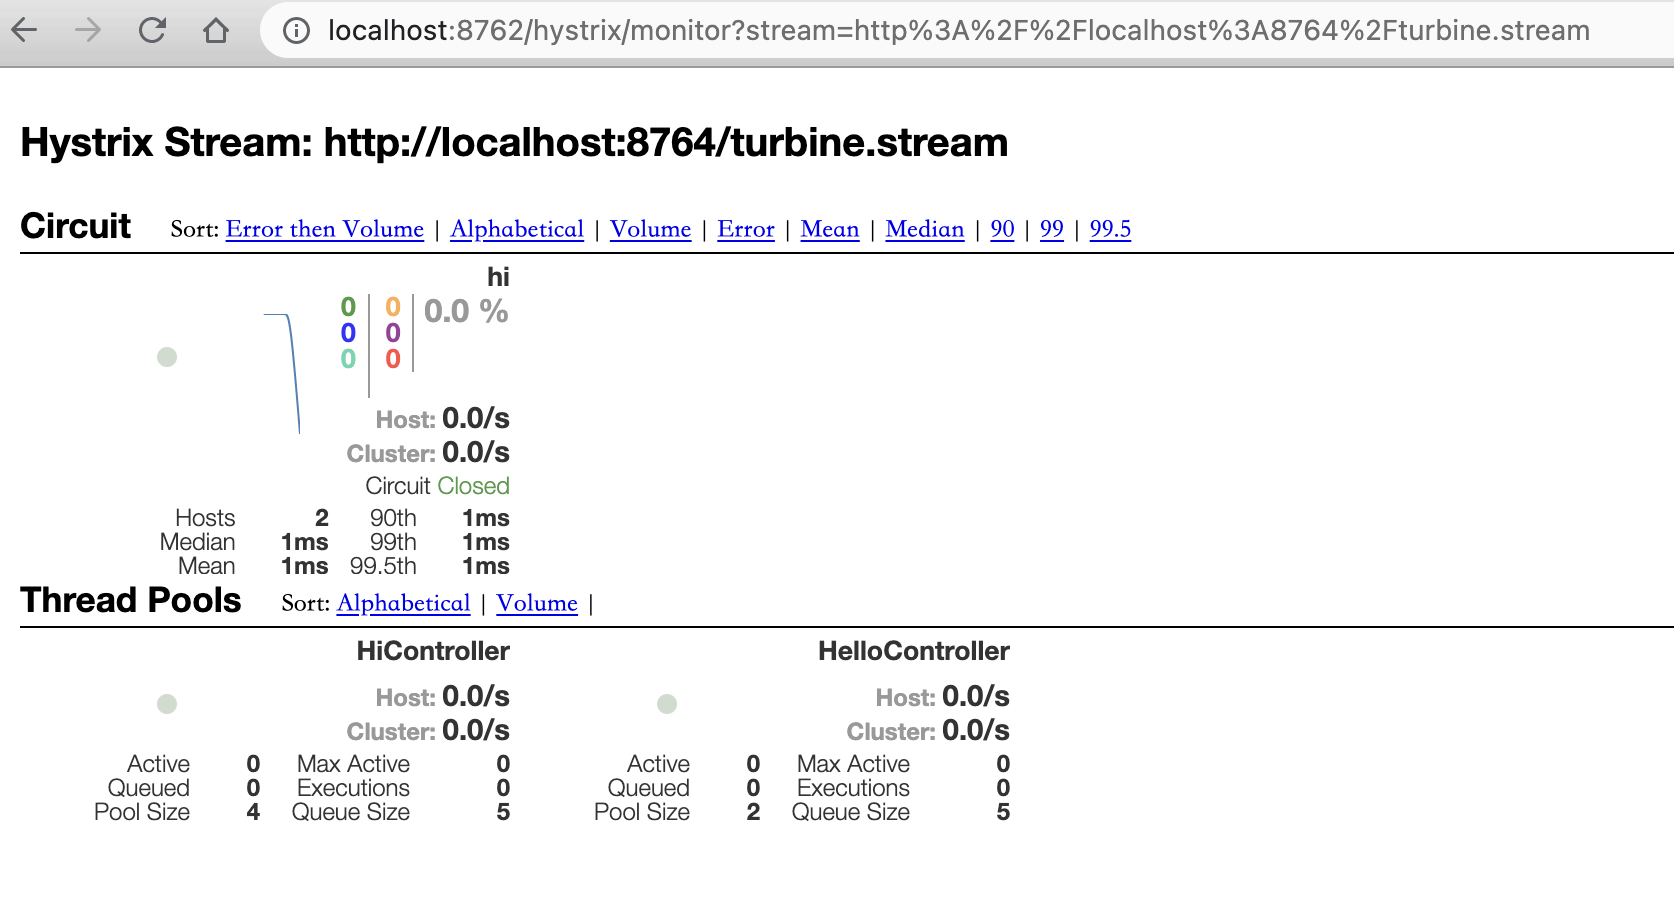 localhost:8762/hystrix/monitor?stream=http%3A%2F%2Flocalhost%3A8764%2Fturbine.stream
Hystrix Stream: http://localhost:8764/turbine.stream
Circuit Sort: Error then Volume | Alphabetical | Volume | Error | Mean | Median | 90 | 99 | 99.5
hi
0 0 0.0 %
0 0
0 0
Host: 0.0/s
Cluster: 0.0/s
Circuit Closed
Hosts 2 90th 1ms
Median 1ms 99th 1ms
Mean 1ms 99.5th 1ms
Thread Pools Sort: Alphabetical | Volume |
HiController HelloController
Host: 0.0/s Host: 0.0/s
Cluster: 0.0/s Cluster: 0.0/s
Active 0 Max Active 0 Active 0 Max Active 0
Queued 0 Executions 0 Queued 0 Executions 0
Pool Size 4 Queue Size 5 Pool Size 2 Queue Size 5